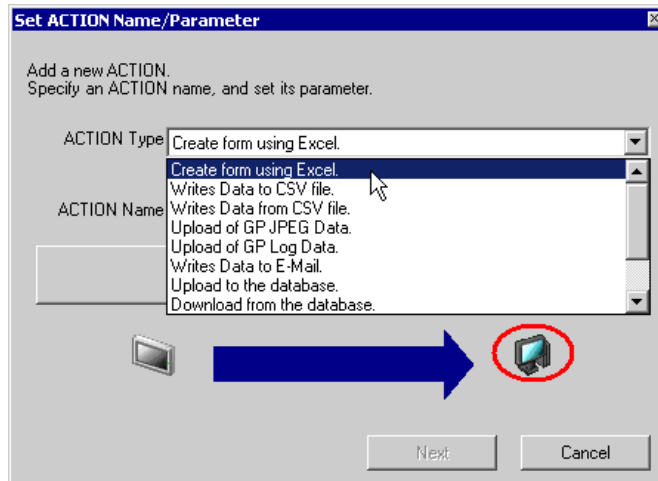 Set ACTION Name/Parameter
Add a new ACTION.
Specify an ACTION name, and set its parameter.
ACTION Type
Create form using Excel.
Create form using Excel.
Writes Data to CSV file.
ACTION Name
Writes Data from CSV file.
Upload of GP JPEG Data.
Upload of GP Log Data.
Writes Data to E-Mail.
Upload to the database.
Download from the database.
Next
Cancel